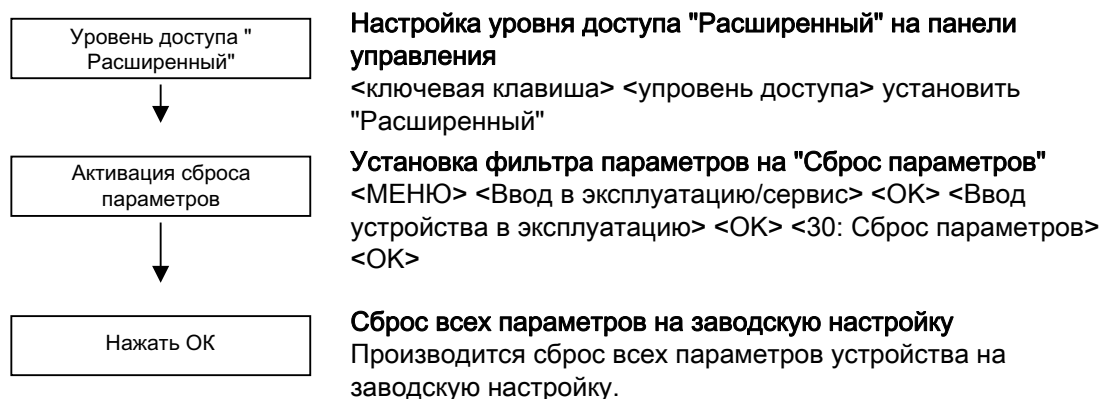 Уровень доступа "
Расширенный"
Настройка уровня доступа "Расширенный" на панели
управления
<ключевая клавиша> <упровень доступа> установить
"Расширенный"
Активация сброса
параметров
Установка фильтра параметров на "Сброс параметров"
<МЕНЮ> <Ввод в эксплуатацию/сервис> <OK> <Ввод
устройства в эксплуатацию> <OK> <30: Сброс параметров>
<OK>
Нажать OK
Сброс всех параметров на заводскую настройку
Производится сброс всех параметров устройства на
заводскую настройку.